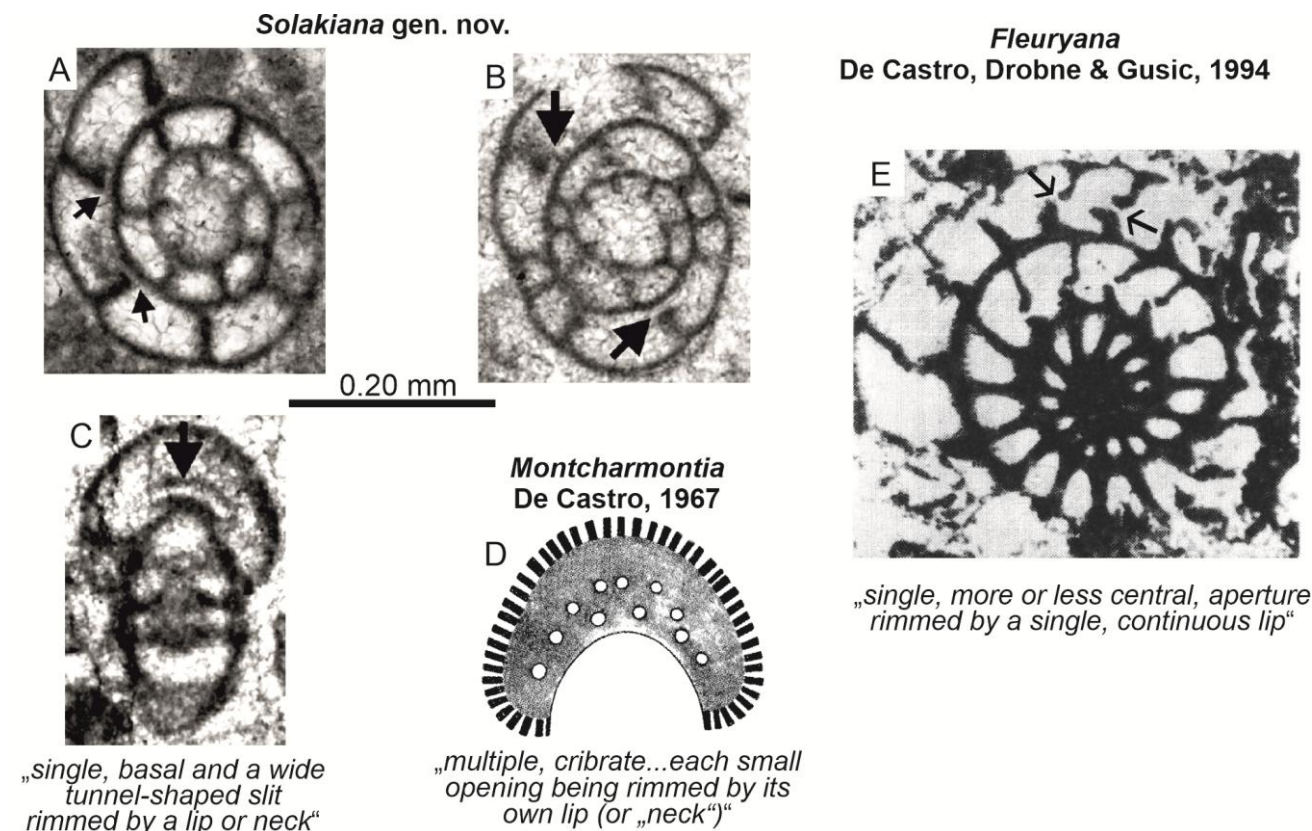 Solakiana gen. nov.
A
B
0.20 mm
C
„single, basal and a wide
tunnel-shaped slit
rimmed by a lip or neck“
Montcharmontia
De Castro, 1967
D
„multiple, cribrate...each small
opening being rimmed by its
own lip (or „neck“)“
Fleuryana
De Castro, Drobne & Gusic, 1994
E
„single, more or less central, aperture
rimmed by a single, continuous lip“